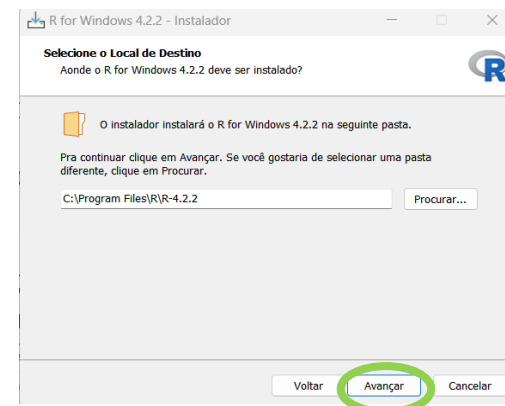 R for Windows 4.2.2 - Instalador
Selecione o Local de Destino
Aonde o R for Windows 4.2.2 deve ser instalado?
R
O instalador instalará o R for Windows 4.2.2 na seguinte pasta.
Pra continuar clique em Avançar. Se você gostaria de selecionar uma pasta
diferente, clique em Procurar.
C:\Program Files\R\R-4.2.2
Procurar...
Voltar
Avançar
Cancelar